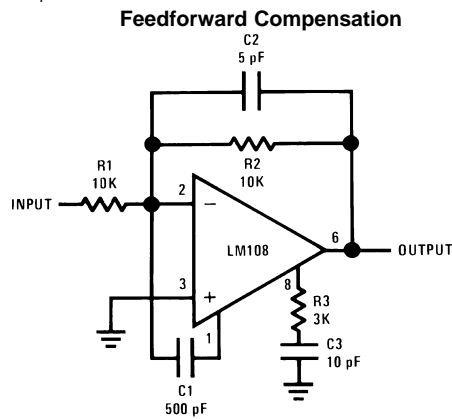 Feedforward Compensation
C2
5 pF
R1
10K
R2
10K
INPUT
2
−
LM108
6
OUTPUT
3
+
8
R3
3K
1
C3
10 pF
C1
500 pF